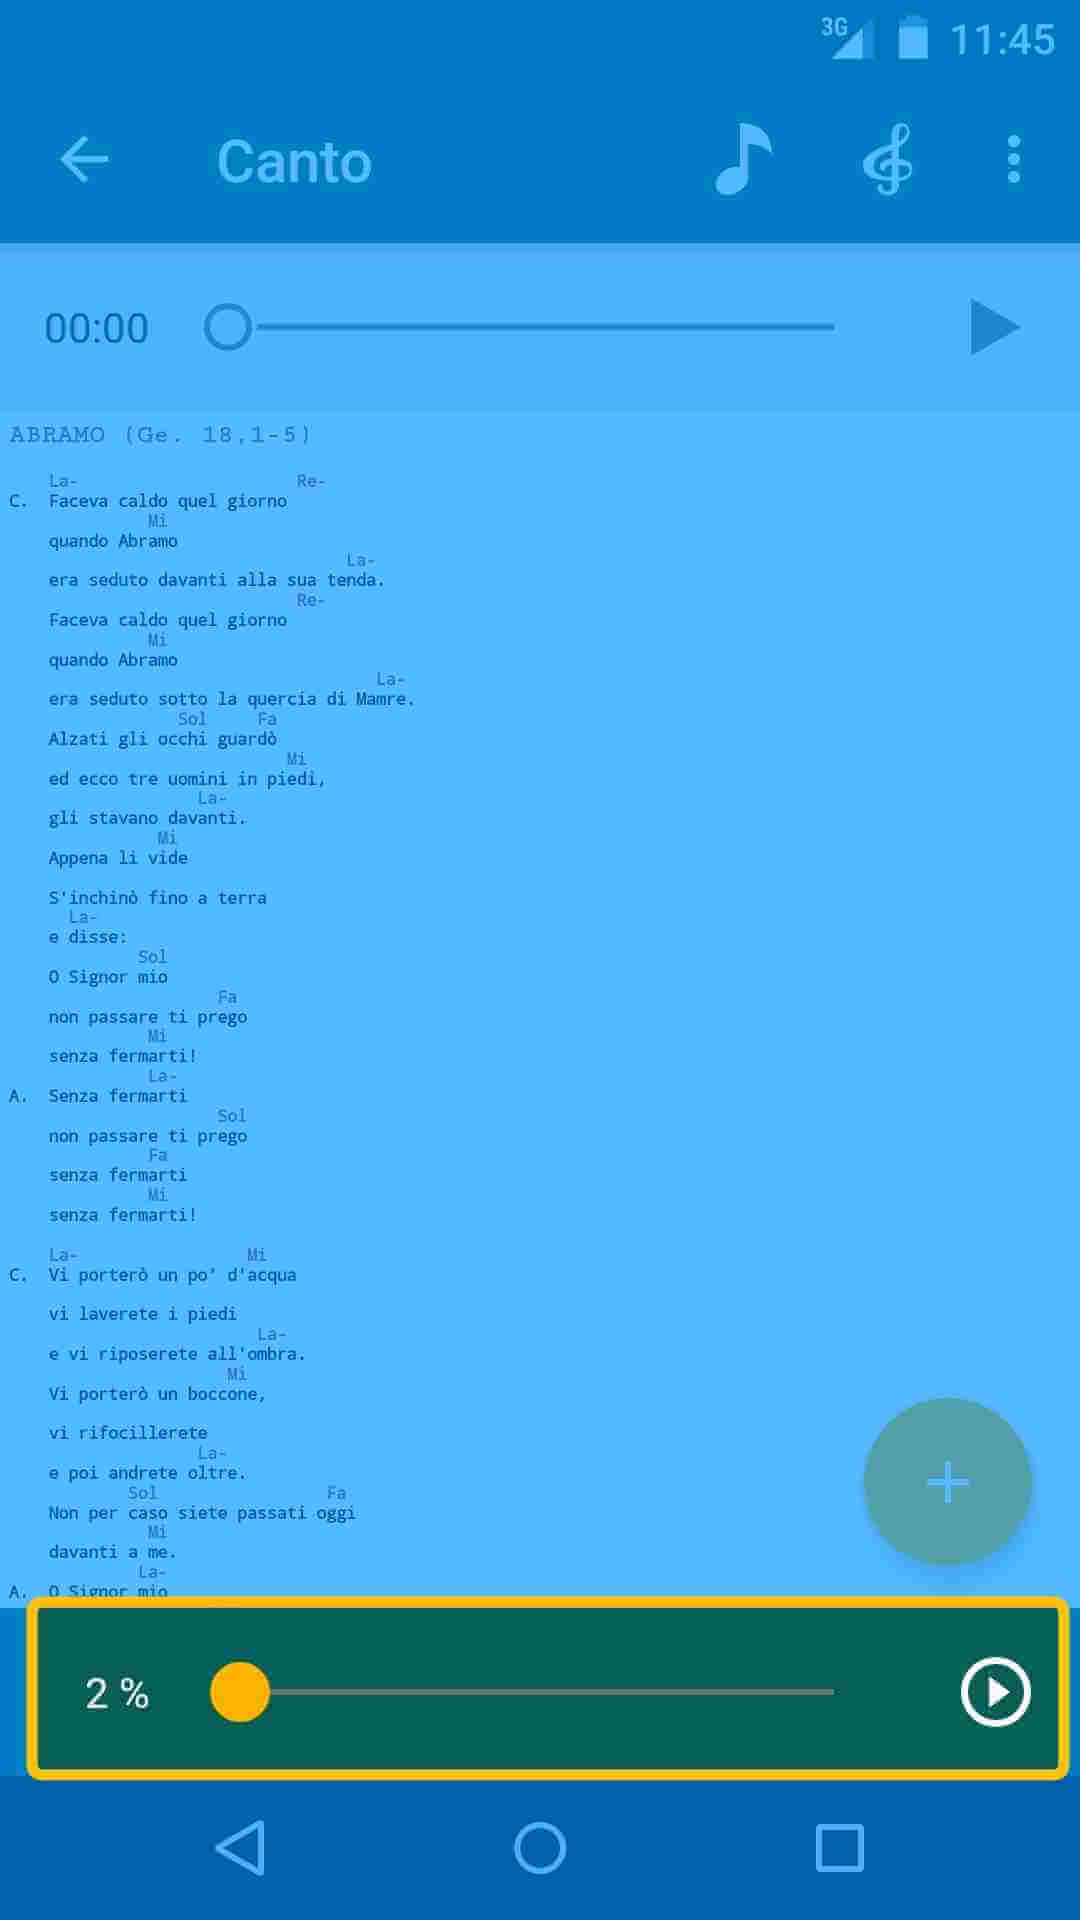 3G 11:45
Canto
00:00
ABRAMO (Ge. 18,1-5)
La- Re-
C. Faceva caldo quel giorno
Mi
quando Abramo
La-
era seduto davanti alla sua tenda.
Re-
Faceva caldo quel giorno
Mi
quando Abramo
La-
era seduto sotto la quercia di Mamre.
Sol Fa
Alzati gli occhi guardò
Mi
ed ecco tre uomini in piedi,
La-
gli stavano davanti.
Mi
Appena li vide
S'inchinò fino a terra
La-
e disse:
Sol
O Signor mio
Fa
non passare ti prego
Mi
senza fermarti!
La-
A. Senza fermarti
Sol
non passare ti prego
Fa
senza fermarti
Mi
senza fermarti!
La- Mi
C. Vi porterò un po' d'acqua
vi laverete i piedi
La-
e vi riposerete all'ombra.
Mi
Vi porterò un boccone,
vi rifocillerete
La-
e poi andrete oltre.
Sol Fa
Non per caso siete passati oggi
Mi
davanti a me.
La-
A. O Signor mio
2 %